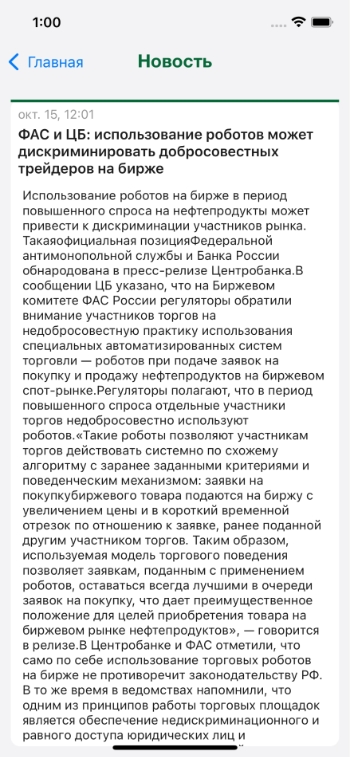 1:00
Главная
Новость
окт. 15, 12:01
ФАС и ЦБ: использование роботов может
дискриминировать добросовестных
трейдеров на бирже
Использование роботов на бирже в период
повышенного спроса на нефтепродукты может
привести к дискриминации участников рынка.
Такаяофициальная позицияФедеральной
антимонопольной службы и Банка России
обнародована в пресс-релизе Центробанка.В
сообщении ЦБ указано, что на Биржевом
комитете ФАС России регуляторы обратили
внимание участников торгов на
недобросовестную практику использования
специальных автоматизированных систем
торговли — роботов при подаче заявок на
покупку и продажу нефтепродуктов на биржевом
спот-рынке.Регуляторы полагают, что в период
повышенного спроса отдельные участники
торгов недобросовестно используют
роботов.«Такие роботы позволяют участникам
торгов действовать системно по схожему
алгоритму с заранее заданными критериями и
поведенческим механизмом: заявки на
покупкубиржевого товара подаются на биржу с
увеличением цены и в короткий временной
отрезок по отношению к заявке, ранее поданной
другим участником торгов. Таким образом,
используемая модель торгового поведения
позволяет заявкам, поданным с применением
роботов, оставаться всегда лучшими в очереди
заявок на покупку, что дает преимущественное
положение для целей приобретения товара на
биржевом рынке нефтепродуктов», — говорится
в релизе.В Центробанке и ФАС отметили, что
само по себе использование торговых роботов
на бирже не противоречит законодательству РФ.
В то же время в ведомствах напомнили, что
одним из принципов работы торговых площадок
является обеспечение недискриминационного и
равного доступа юридических лиц и